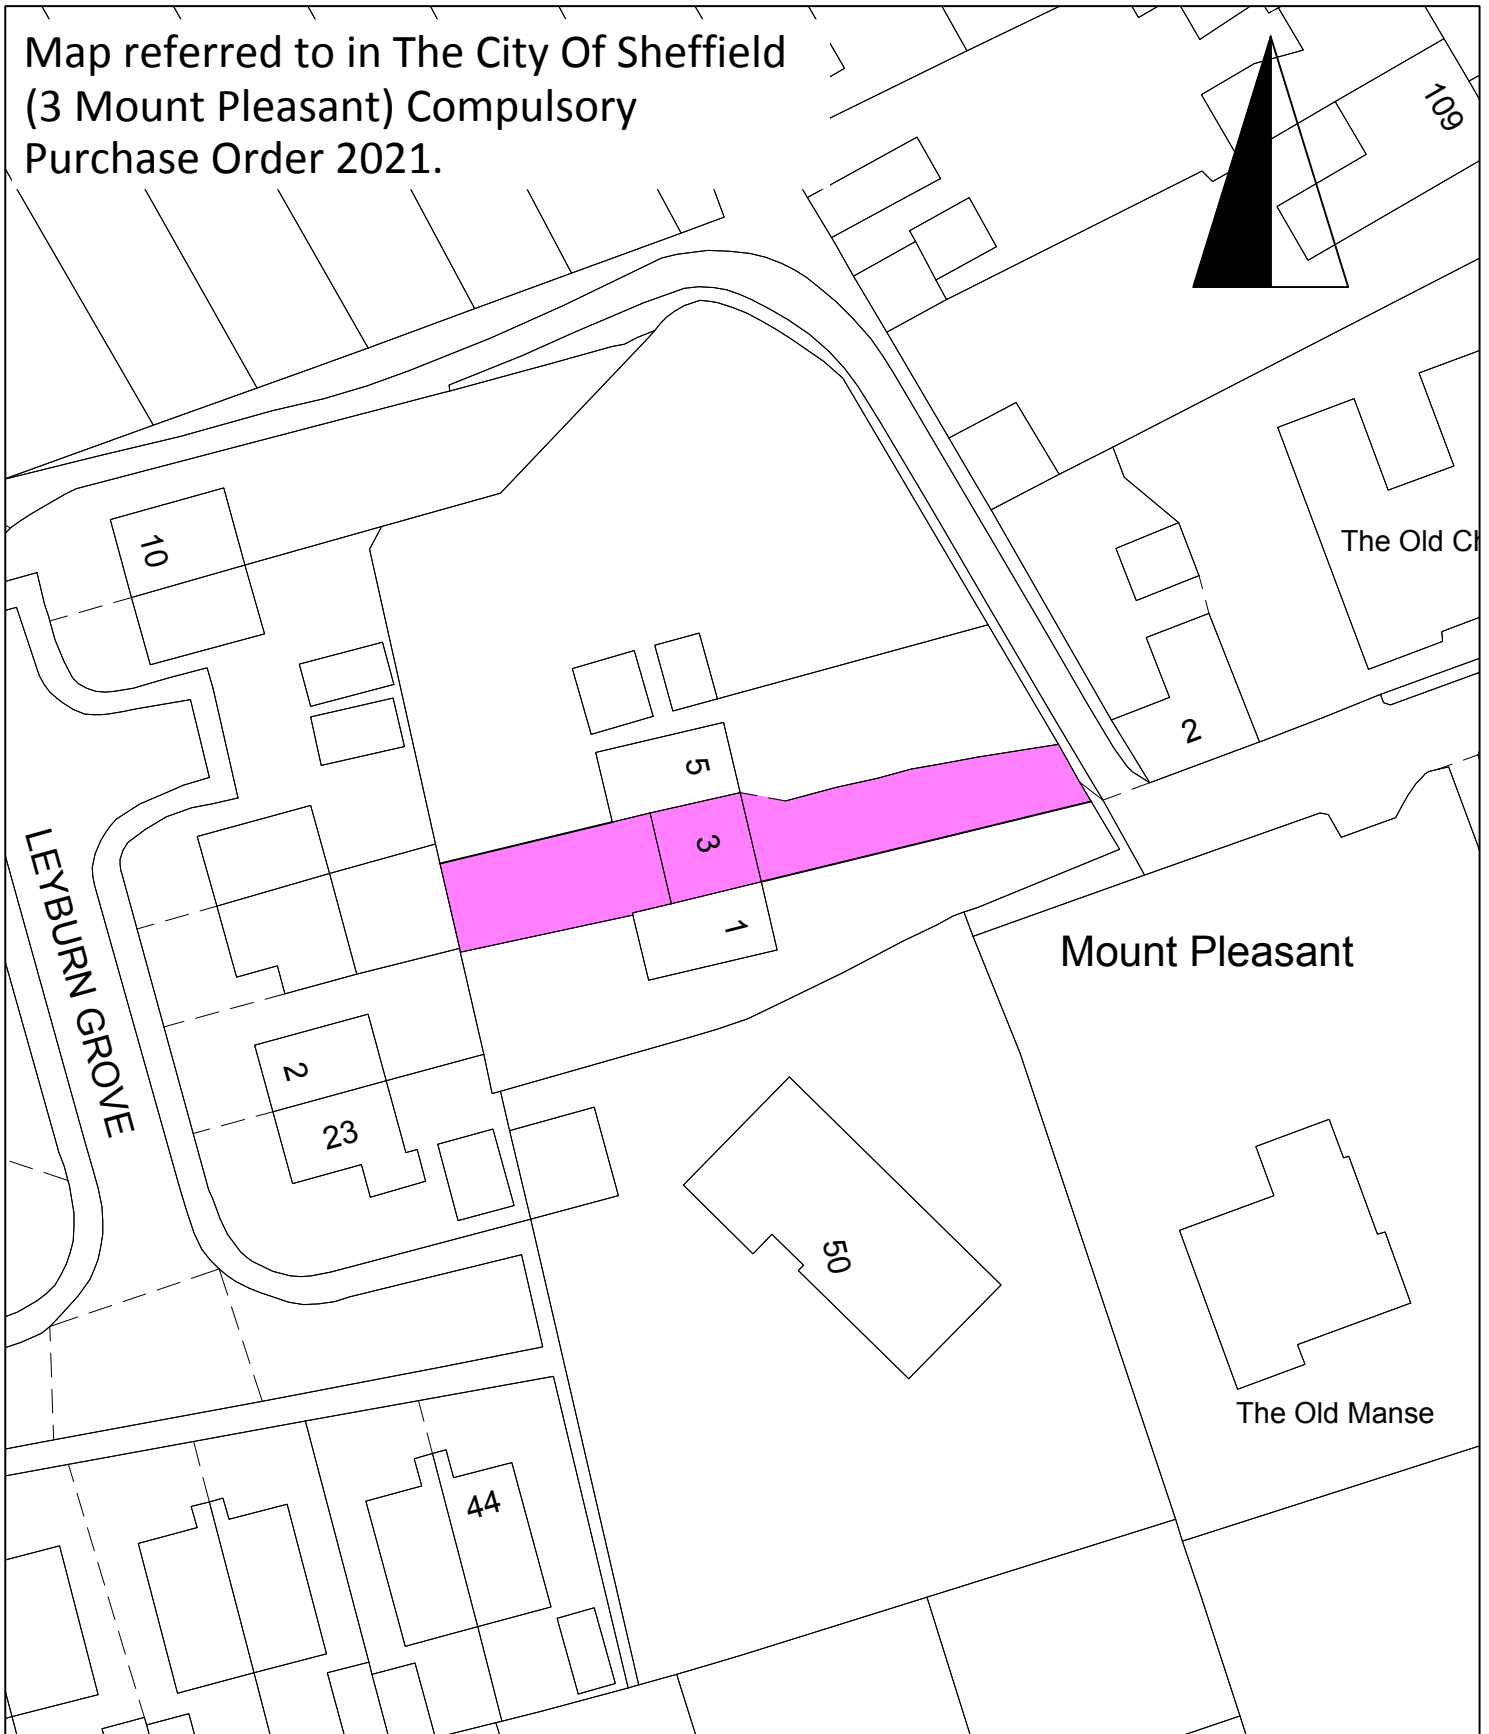 Map referred to in The City Of Sheffield
(3 Mount Pleasant) Compulsory
Purchase Order 2021.
109
The Old Ch
10
2
5
3
1
LEYBURN GROVE
Mount Pleasant
2
23
50
The Old Manse
44